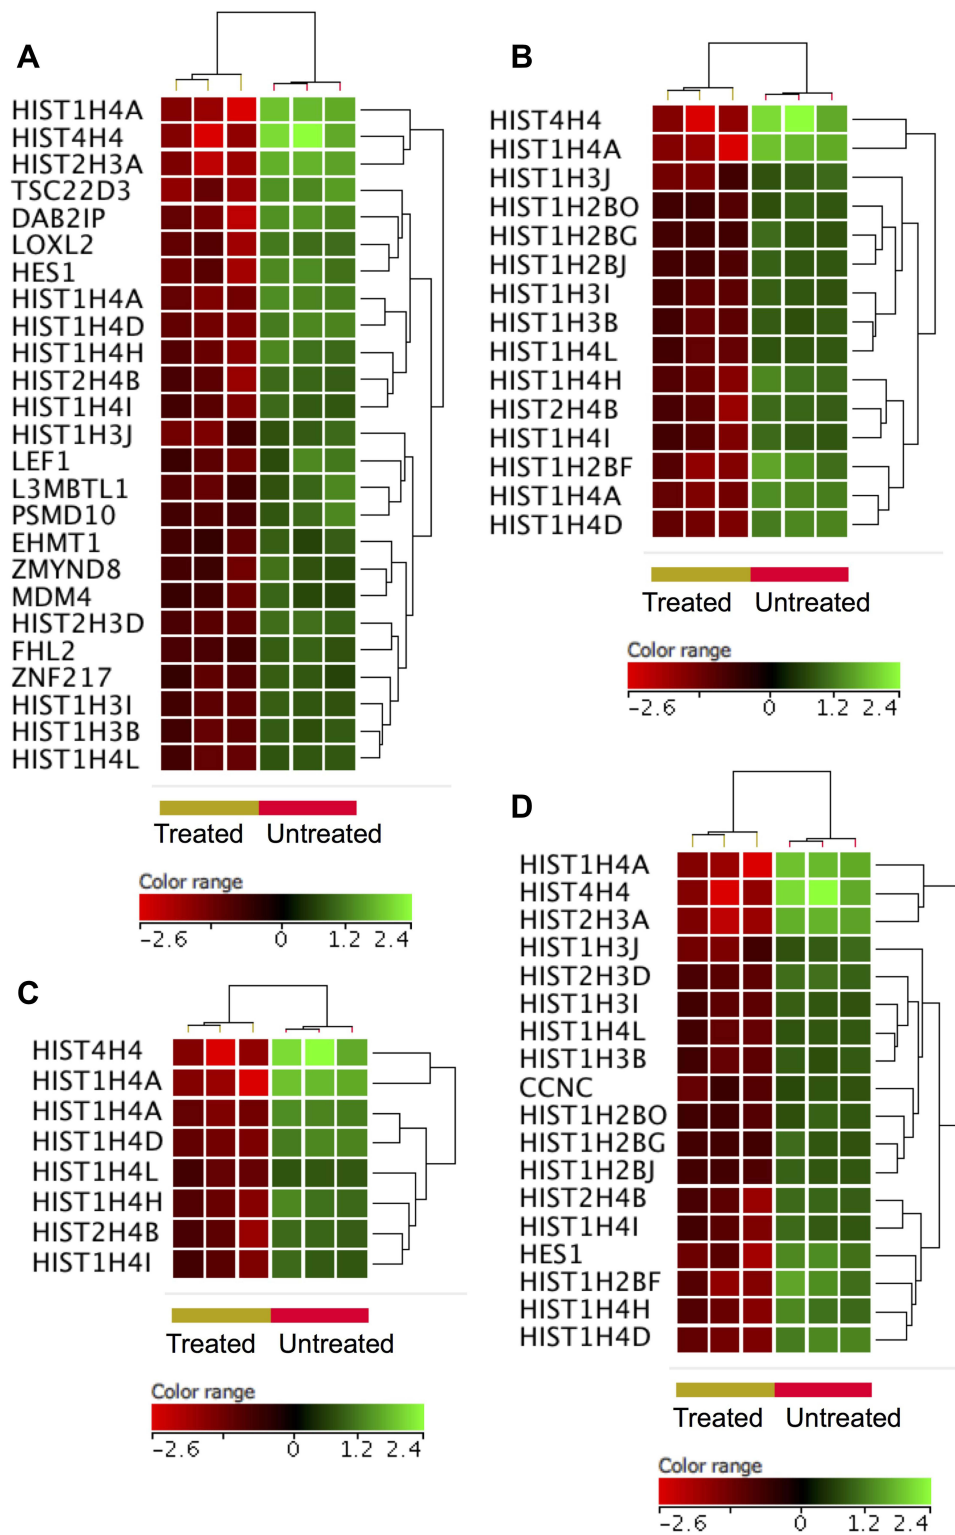 A
HIST1H4A
HIST4H4
HIST2H3A
TSC22D3
DAB2IP
LOXL2
HES1
HIST1H4A
HIST1H4D
HIST1H4H
HIST2H4B
HIST1H4I
HIST1H3J
LEF1
L3MBTL1
PSMD10
EHMT1
ZMYND8
MDM4
HIST2H3D
FHL2
ZNF217
HIST1H3I
HIST1H3B
HIST1H4L
Treated Untreated
Color range
-2.6 0 1.2 2.4
B
HIST4H4
HIST1H4A
HIST1H3J
HIST1H2BO
HIST1H2BG
HIST1H2BJ
HIST1H3I
HIST1H3B
HIST1H4L
HIST1H4H
HIST2H4B
HIST1H4I
HIST1H2BF
HIST1H4A
HIST1H4D
Treated Untreated
Color range
-2.6 0 1.2 2.4
C
HIST4H4
HIST1H4A
HIST1H4A
HIST1H4D
HIST1H4L
HIST1H4H
HIST2H4B
HIST1H4I
Treated Untreated
Color range
-2.6 0 1.2 2.4
D
HIST1H4A
HIST4H4
HIST2H3A
HIST1H3J
HIST2H3D
HIST1H3I
HIST1H4L
HIST1H3B
CCNC
HIST1H2BO
HIST1H2BG
HIST1H2BJ
HIST2H4B
HIST1H4I
HES1
HIST1H2BF
HIST1H4H
HIST1H4D
Treated Untreated
Color range
-2.6 0 1.2 2.4